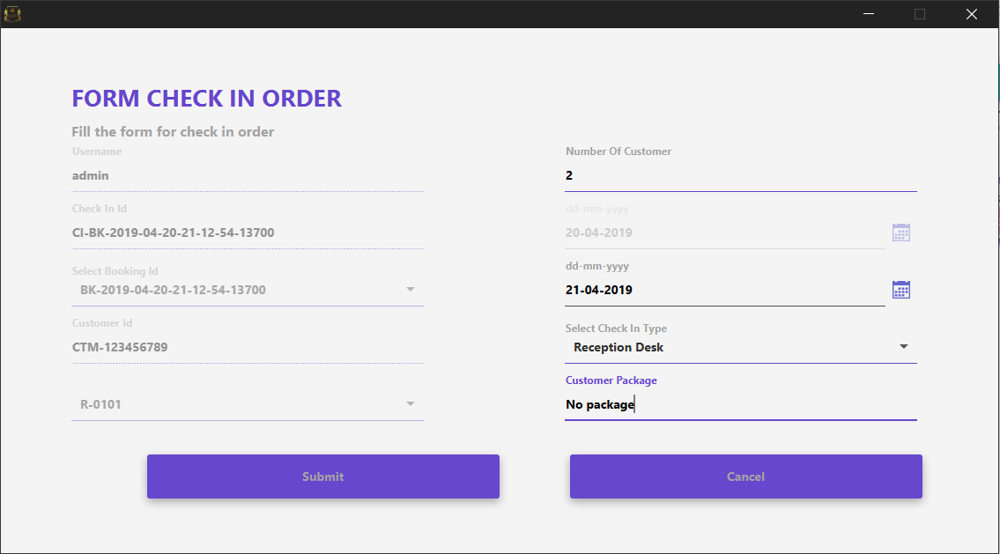 FORM CHECK IN ORDER
Fill the form for check in order
Username
admin
Check In Id
CI-BK-2019-04-20-21-12-54-13700
Select Booking Id
BK-2019-04-20-21-12-54-13700
Customer Id
CTM-123456789
R-0101
Number Of Customer
2
dd-mm-yyyy
20-04-2019
dd-mm-yyyy
21-04-2019
Select Check In Type
Reception Desk
Customer Package
No package
Submit
Cancel